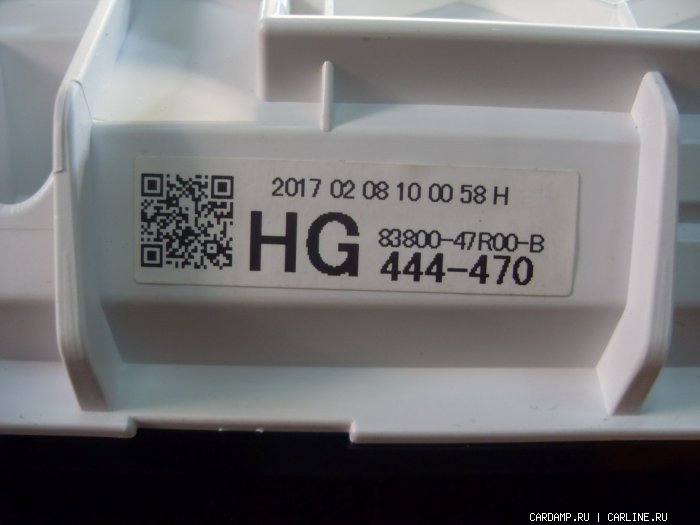 2017 02 08 10 00 58 H
HG 83800-47R00-B
444-470
CARDAMP.RU | CARLINE.RU